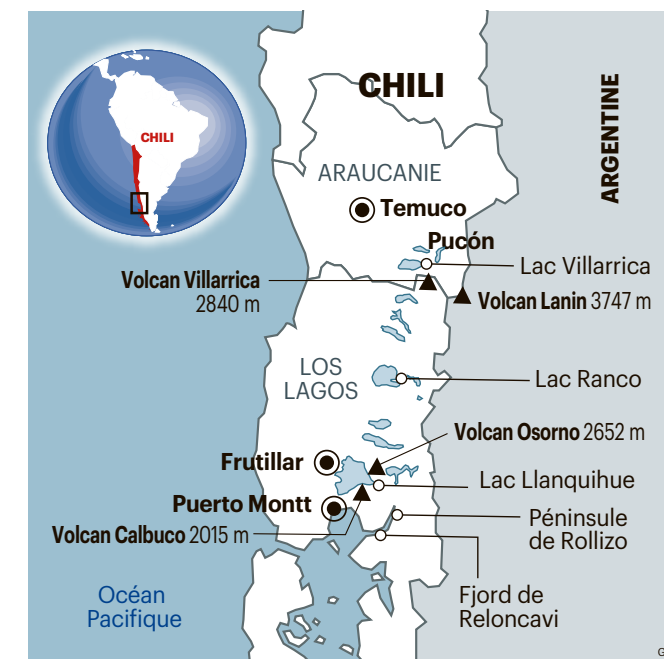 CHILI
CHILI
ARGENTINE
ARAUCANIE
Temuco
Pucón
Lac Villarrica
Volcan Villarrica
2840 m
Volcan Lanin 3747 m
LOS
LAGOS
Lac Ranco
Volcan Osorno 2652 m
Frutillar
Lac Llanquihue
Puerto Montt
Péninsule
de Rollizo
Volcan Calbuco 2015 m
Océan
Pacifique
Fjord de
Reloncavi
G